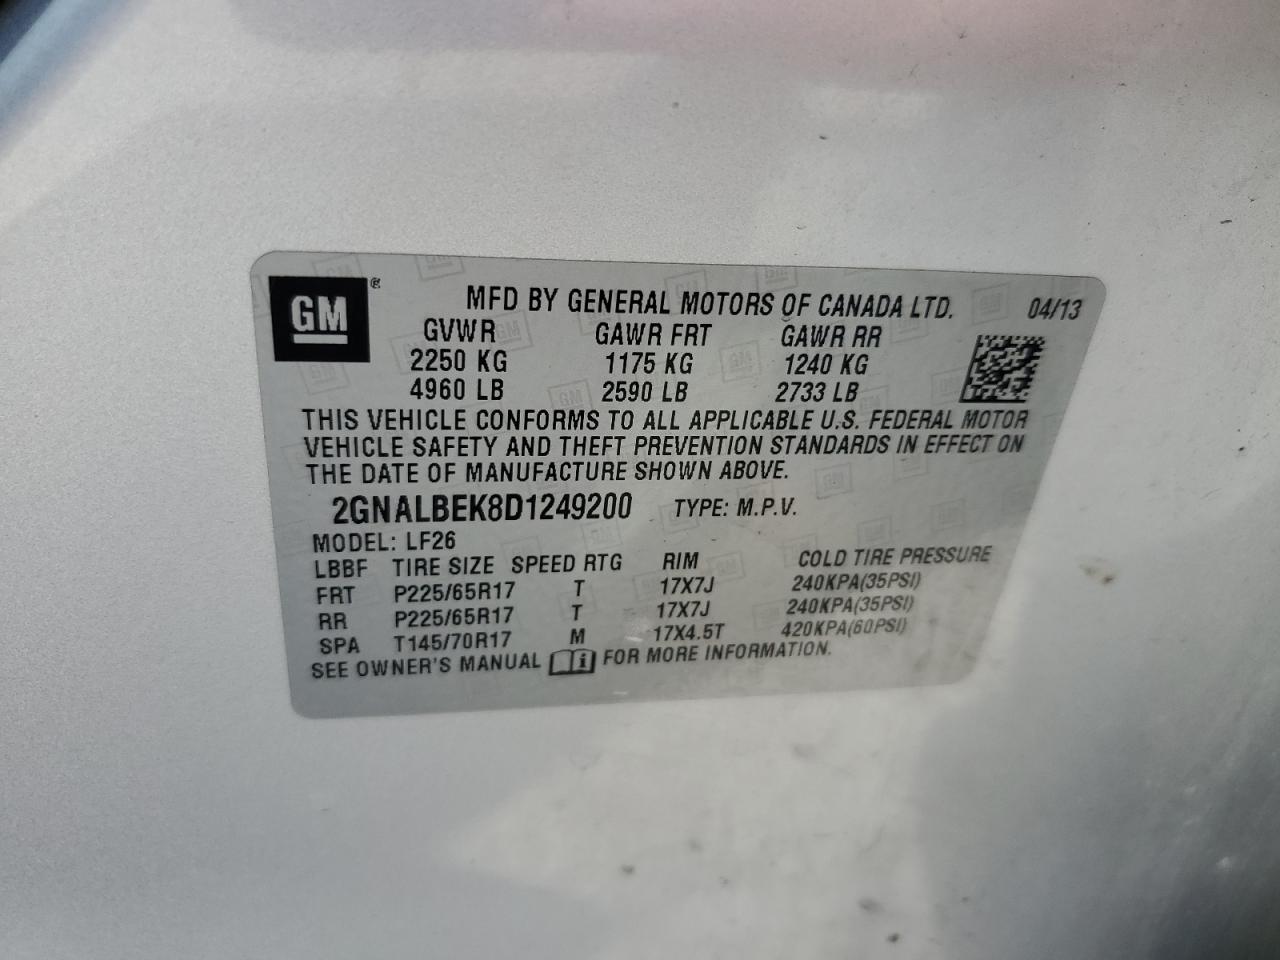 GM ®
MFD BY GENERAL MOTORS OF CANADA LTD. 04/13
GVWR GAWR FRT GAWR RR
2250 KG 1175 KG 1240 KG
4960 LB 2590 LB 2733 LB
THIS VEHICLE CONFORMS TO ALL APPLICABLE U.S. FEDERAL MOTOR
VEHICLE SAFETY AND THEFT PREVENTION STANDARDS IN EFFECT ON
THE DATE OF MANUFACTURE SHOWN ABOVE.
2GNALBEK8D1249200 TYPE: M.P.V.
MODEL: LF26
LBBF TIRE SIZE SPEED RTG RIM COLD TIRE PRESSURE
FRT P225/65R17 T 17X7J 240KPA(35PSI)
RR P225/65R17 T 17X7J 240KPA(35PSI)
SPA T145/70R17 M 17X4.5T 420KPA(60PSI)
SEE OWNER'S MANUAL FOR MORE INFORMATION.